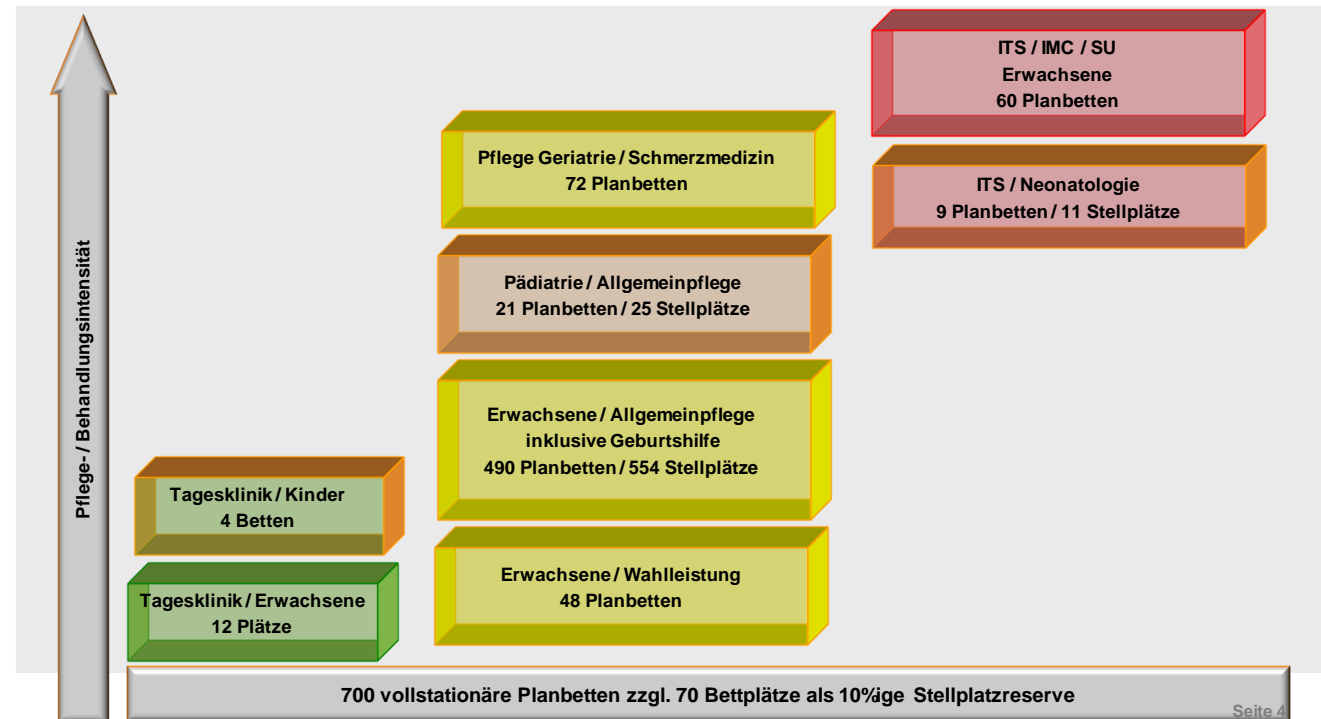 Pflege- / Behandlungsintensität
ITS / IMC / SU
Erwachsene
60 Planbetten
ITS / Neonatologie
9 Planbetten / 11 Stellplätze
Pflege Geriatrie / Schmerzmedizin
72 Planbetten
Pädiatrie / Allgemeinpflege
21 Planbetten / 25 Stellplätze
Erwachsene / Allgemeinpflege
inklusive Geburtshilfe
490 Planbetten / 554 Stellplätze
Erwachsene / Wahlleistung
48 Planbetten
Tagesklinik / Kinder
4 Betten
Tagesklinik / Erwachsene
12 Plätze
700 vollstationäre Planbetten zzgl. 70 Bettplätze als 10%ige Stellplatzreserve
Seite 4